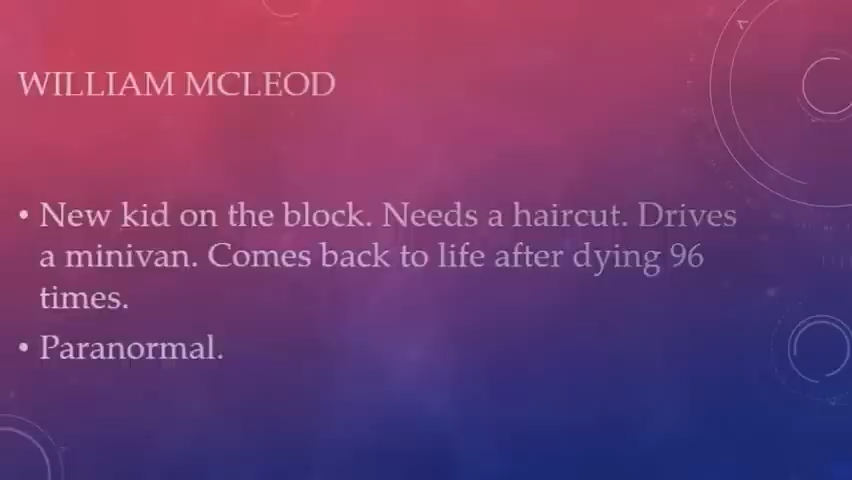 WILLIAM MCLEOD
• New kid on the block. Needs a haircut. Drives
a minivan. Comes back to life after dying 96
times.
• Paranormal.